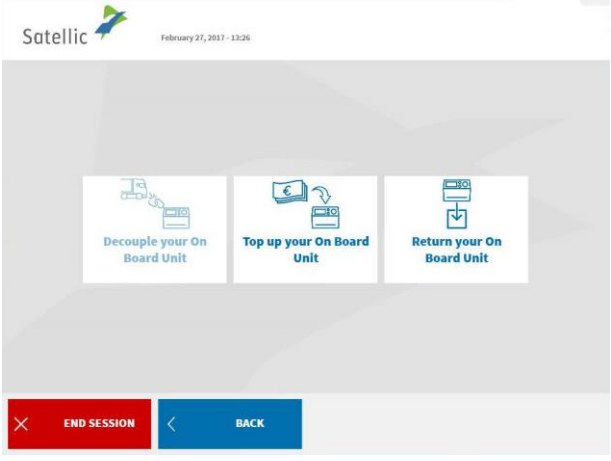 Satellic
February 27, 2017 - 13:26
€
Decouple your On
Board Unit
Top up your On Board
Unit
Return your On
Board Unit
END SESSION
BACK